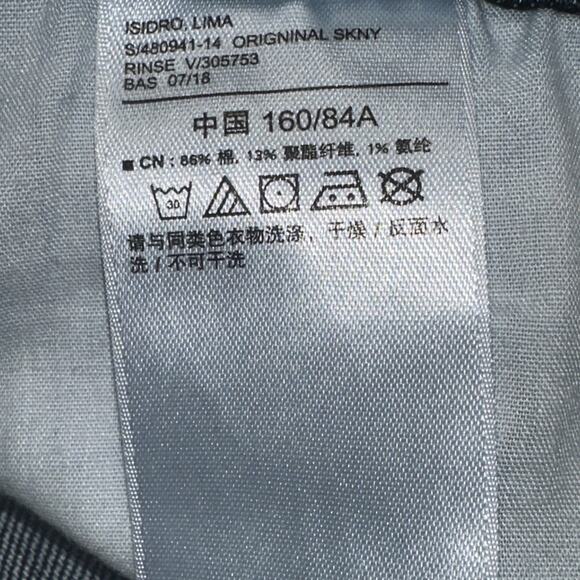 ISIDRO. LIMA
S/480941-14 ORIGNINAL SKNY
RINSE V/305753
BAS 07/18
中国 160/84A
■ CN : 86% 棉, 13% 聚酯纤维, 1% 氨纶
30
请与同类色衣物洗涤, 干燥 / 反面水
洗 / 不可干洗